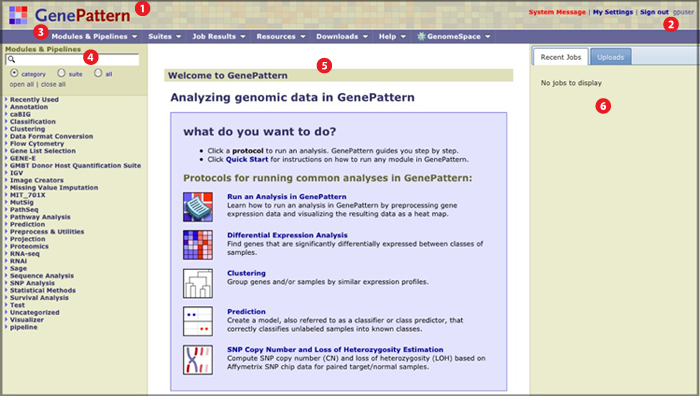 GenePattern 1
System Message | My Settings | Sign out gpuser
2
3 Modules & Pipelines Suites Job Results Resources Downloads Help GenomeSpace
Modules & Pipelines
4
category suite all
open all | close all
Recently Used
Annotation
caBIG
Classification
Clustering
Data Format Conversion
Flow Cytometry
Gene List Selection
GENE-E
GMBT Donor Host Quantification Suite
IGV
Image Creators
Missing Value Imputation
MIT_701X
MutSig
PathSeq
Pathway Analysis
Prediction
Preprocess & Utilities
Projection
Proteomics
RNA-seq
RNAi
Sage
Sequence Analysis
SNP Analysis
Statistical Methods
Survival Analysis
Test
Uncategorized
Visualizer
pipeline
5
Welcome to GenePattern
Analyzing genomic data in GenePattern
what do you want to do?
• Click a protocol to run an analysis. GenePattern guides you step by step.
• Click Quick Start for instructions on how to run any module in GenePattern.
Protocols for running common analyses in GenePattern:
Run an Analysis in GenePattern
Learn how to run an analysis in GenePattern by preprocessing gene
expression data and visualizing the resulting data as a heat map.
Differential Expression Analysis
Find genes that are significantly differentially expressed between classes of
samples.
Clustering
Group genes and/or samples by similar expression profiles.
Prediction
Create a model, also referred to as a classifier or class predictor, that
correctly classifies unlabeled samples into known classes.
SNP Copy Number and Loss of Heterozygosity Estimation
Compute SNP copy number (CN) and loss of heterozygosity (LOH) based on
Affymetrix SNP chip data for paired target/normal samples.
Recent Jobs Uploads
No jobs to display
6